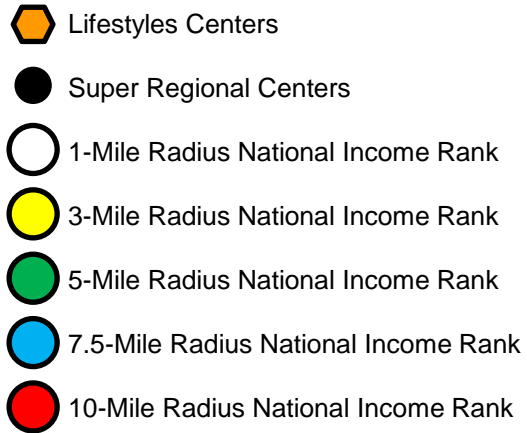 Lifestyles Centers
Super Regional Centers
1-Mile Radius National Income Rank
3-Mile Radius National Income Rank
5-Mile Radius National Income Rank
7.5-Mile Radius National Income Rank
10-Mile Radius National Income Rank